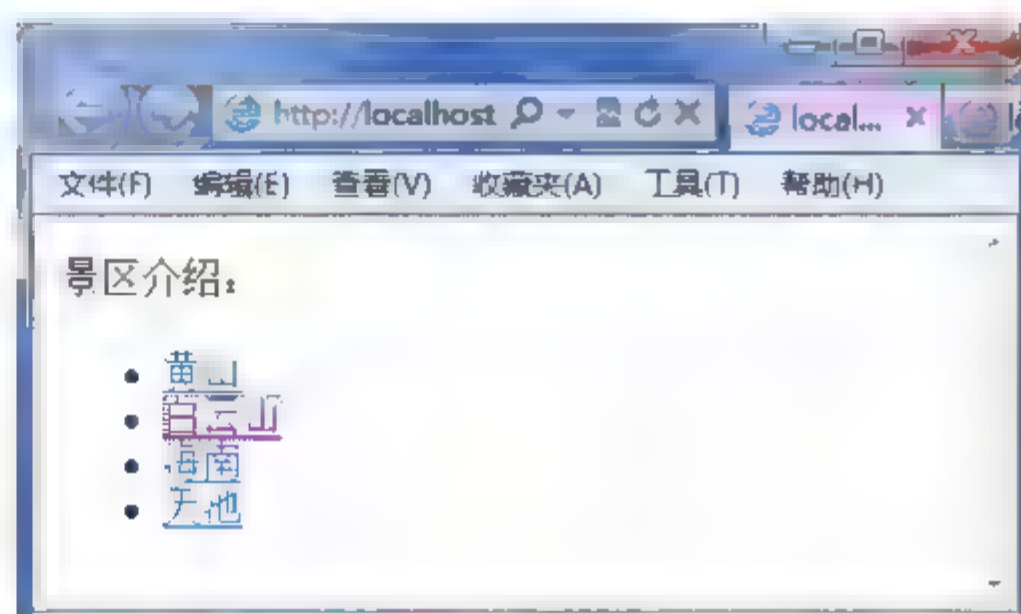 http://localhost
local...
文件(F) 编辑(E) 查看(V) 收藏夹(A) 工具(T) 帮助(H)
景区介绍：
黄山
白云山
海南
天池